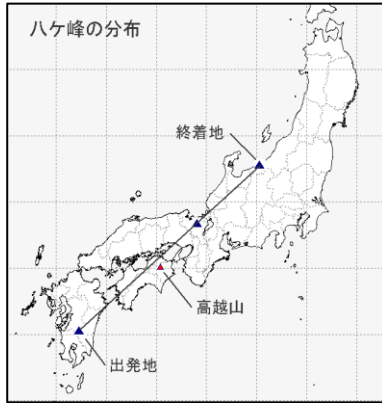 八ケ峰の分布
終着地
高越山
出発地